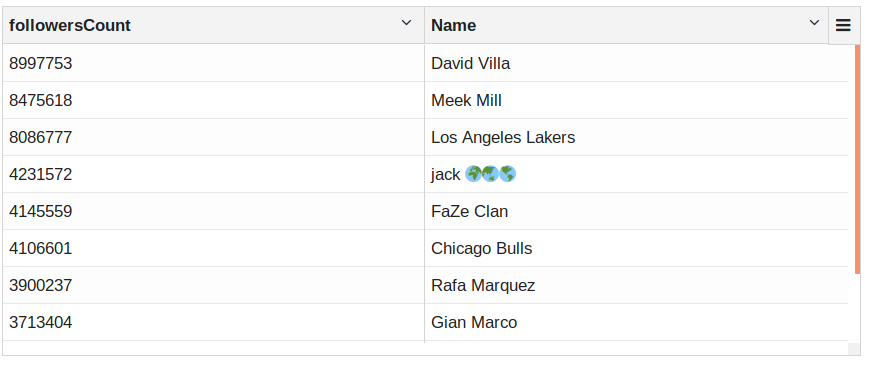 followersCount Name
8997753 David Villa
8475618 Meek Mill
8086777 Los Angeles Lakers
4231572 jack 🌍🌏🌎
4145559 FaZe Clan
4106601 Chicago Bulls
3900237 Rafa Marquez
3713404 Gian Marco